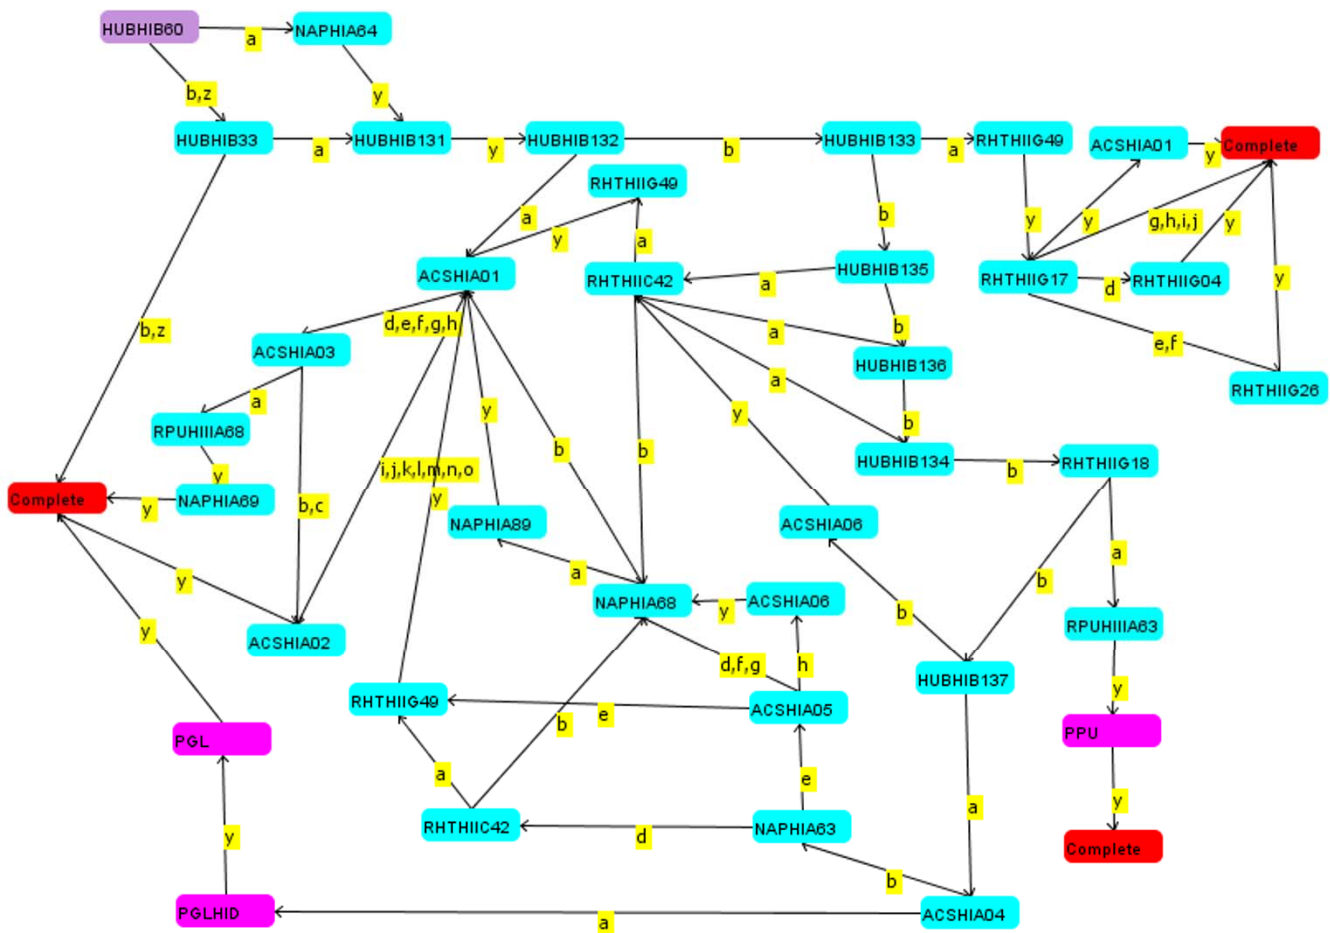 HUBHIB60
a
NAPHIA64
b,z
y
HUBHIB33
a
HUBHIB131
y
HUBHIB132
b
HUBHIB133
a
RHTHIIG49
ACSHIA01
y
Complete
RHTHIIG49
a
y
a
b
y
y
g,h,i,j
y
ACSHIA01
RHTHIIC42
a
HUBHIB135
RHTHIIG17
d
RHTHIIG04
y
b,z
d,e,f,g,h
a
b
e,f
ACSHIA03
HUBHIB136
RHTHIIG26
a
a
y
y
b
RPUHIIIA68
y
b
b
HUBHIB134
b
RHTHIIG18
i,j,k,l,m,n,o
y
Complete
y
NAPHIA69
b,c
NAPHIA89
ACSHIA06
a
y
a
b
b
NAPHIA68
y
ACSHIA06
RPUHIIIA63
y
ACSHIA02
d,f,g
h
HUBHIB137
y
RHTHIIG49
e
ACSHIA05
PGL
b
PPU
a
e
a
y
RHTHIIC42
d
NAPHIA63
y
Complete
b
PGLHID
a
ACSHIA04